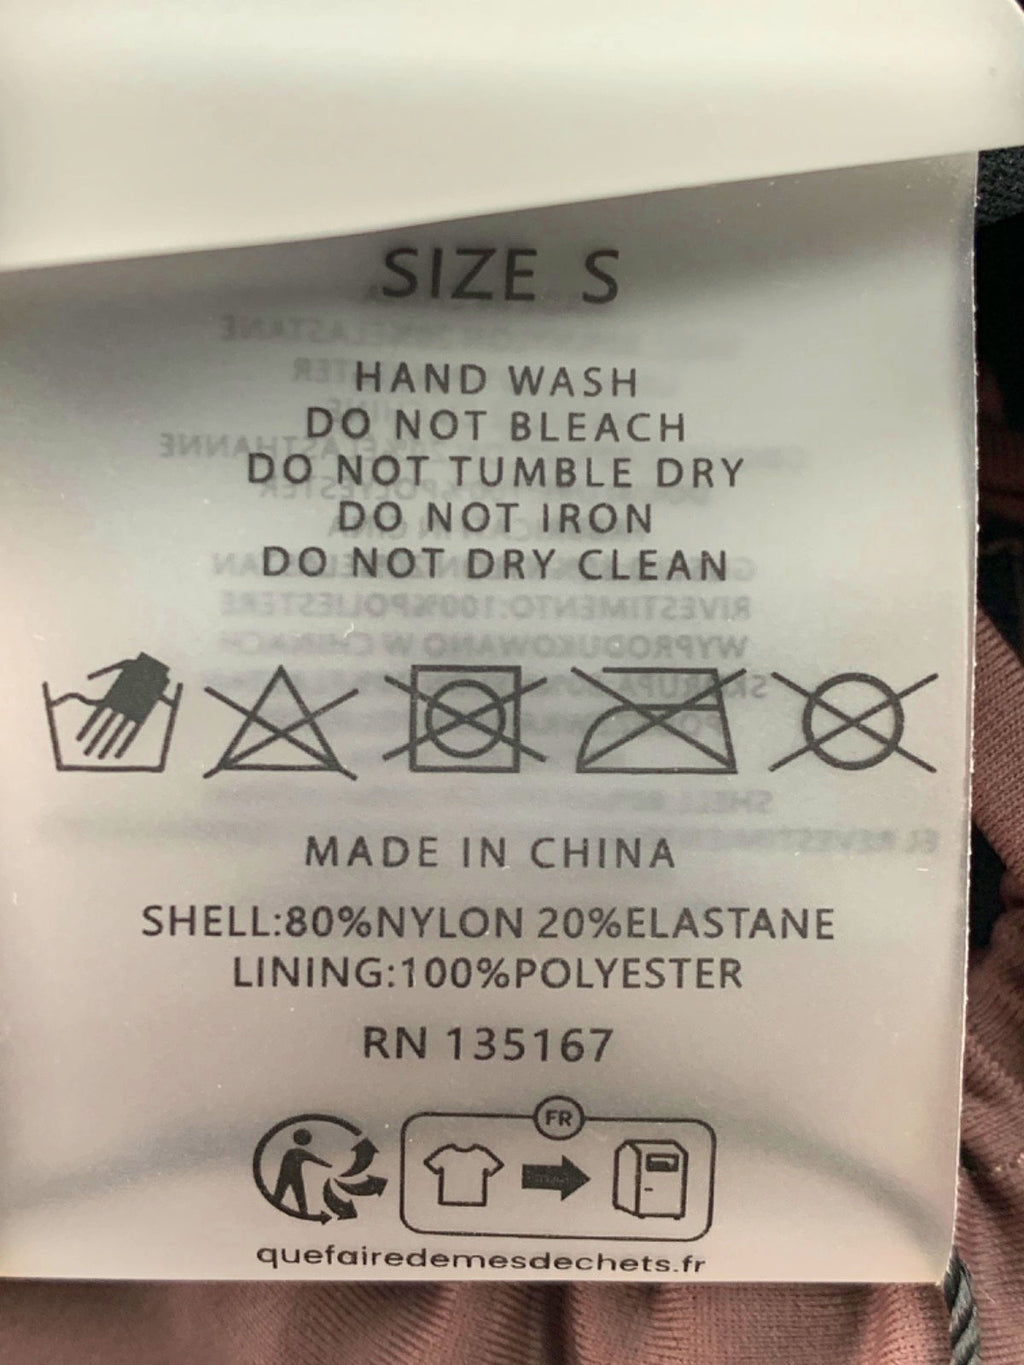 SIZE S
HAND WASH
DO NOT BLEACH
DO NOT TUMBLE DRY
DO NOT IRON
DO NOT DRY CLEAN
MADE IN CHINA
SHELL:80%NYLON 20%ELASTANE
LINING:100%POLYESTER
RN 135167
FR
quefairedemesdechets.fr